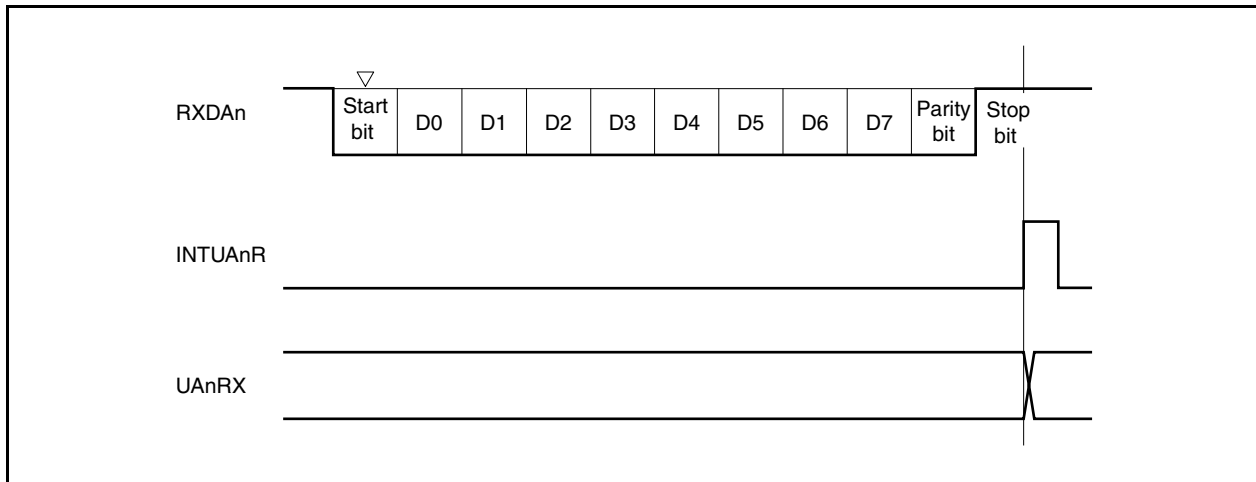 RXDAn
Start bit
D0
D1
D2
D3
D4
D5
D6
D7
Parity bit
Stop bit
INTUAnR
UAnRX